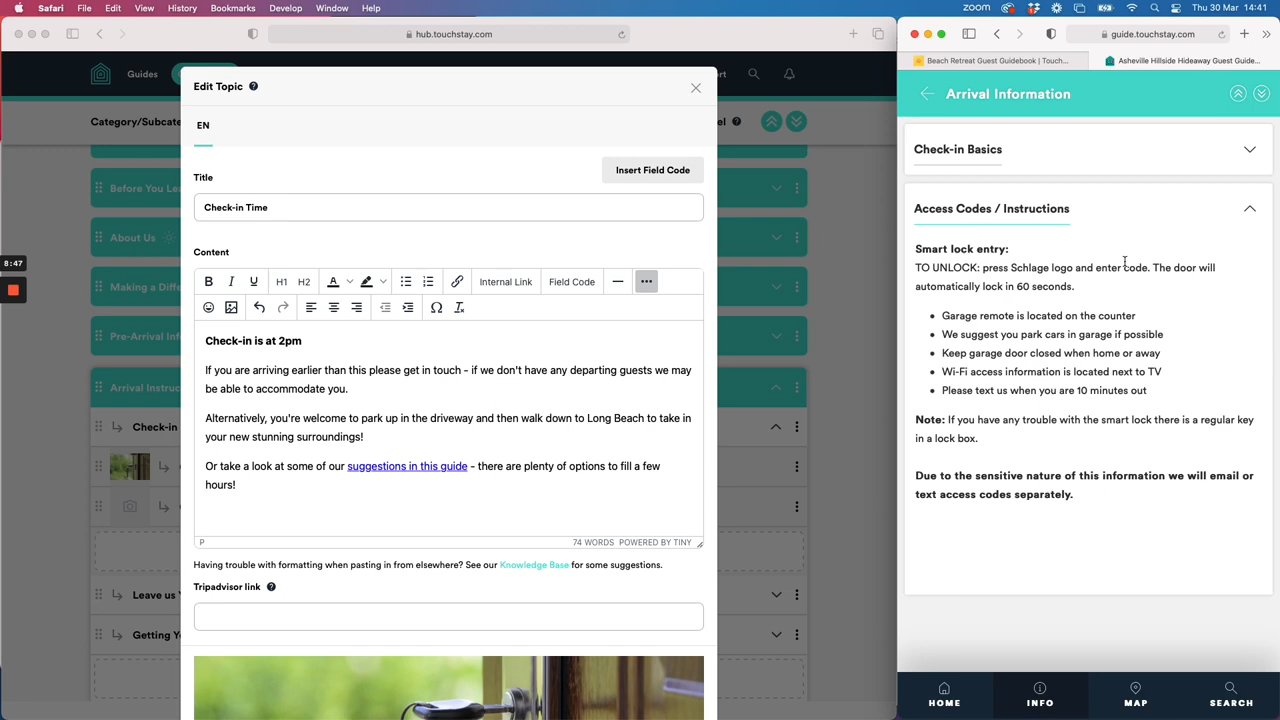 Safari File Edit View History Bookmarks Develop Window Help
ZOOM Thu 30 Mar 14:41
hub.touchstay.com
guide.touchstay.com
Beach Retreat Guest Guidebook | Touch...
Asheville Hillside Hideaway Guest Guide...
Guides
ort
Category/Subcate
el
Before You Lea
About Us
Making a Diffe
Pre-Arrival Inf
Arrival Instruc
Check-in
Leave us
Getting Y
8:47
Edit Topic
EN
Insert Field Code
Title
Check-in Time
Content
B I U H1 H2 A Internal Link Field Code
Check-in is at 2pm
If you are arriving earlier than this please get in touch - if we don't have any departing guests we may
be able to accommodate you.
Alternatively, you're welcome to park up in the driveway and then walk down to Long Beach to take in
your new stunning surroundings!
Or take a look at some of our suggestions in this guide - there are plenty of options to fill a few
hours!
P 74 WORDS POWERED BY TINY
Having trouble with formatting when pasting in from elsewhere? See our Knowledge Base for some suggestions.
Tripadvisor link
Arrival Information
Check-in Basics
Access Codes / Instructions
Smart lock entry:
TO UNLOCK: press Schlage logo and enter code. The door will
automatically lock in 60 seconds.
• Garage remote is located on the counter
• We suggest you park cars in garage if possible
• Keep garage door closed when home or away
• Wi-Fi access information is located next to TV
• Please text us when you are 10 minutes out
Note: If you have any trouble with the smart lock there is a regular key
in a lock box.
Due to the sensitive nature of this information we will email or
text access codes separately.
HOME INFO MAP SEARCH